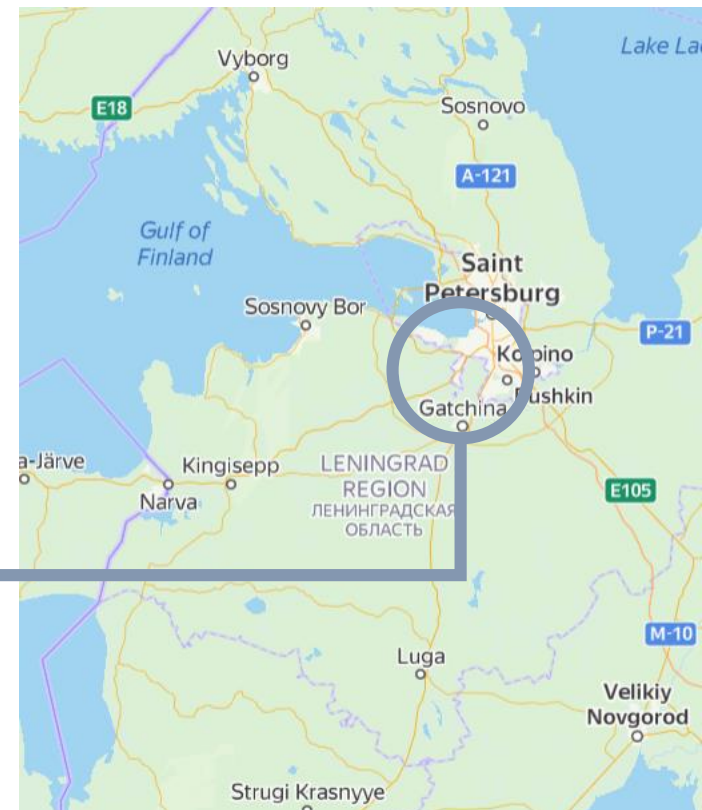 Vyborg
Lake La
E18
Sosnovo
A-121
Gulf of
Finland
Saint
Petersburg
Sosnovy Bor
P-21
Kolpino
Pushkin
Gatchina
a-Järve
Kingisepp
LENINGRAD
REGION
ЛЕНИНГРАДСКАЯ
ОБЛАСТЬ
Narva
E105
M-10
Luga
Velikiy
Novgorod
Strugi Krasnyye